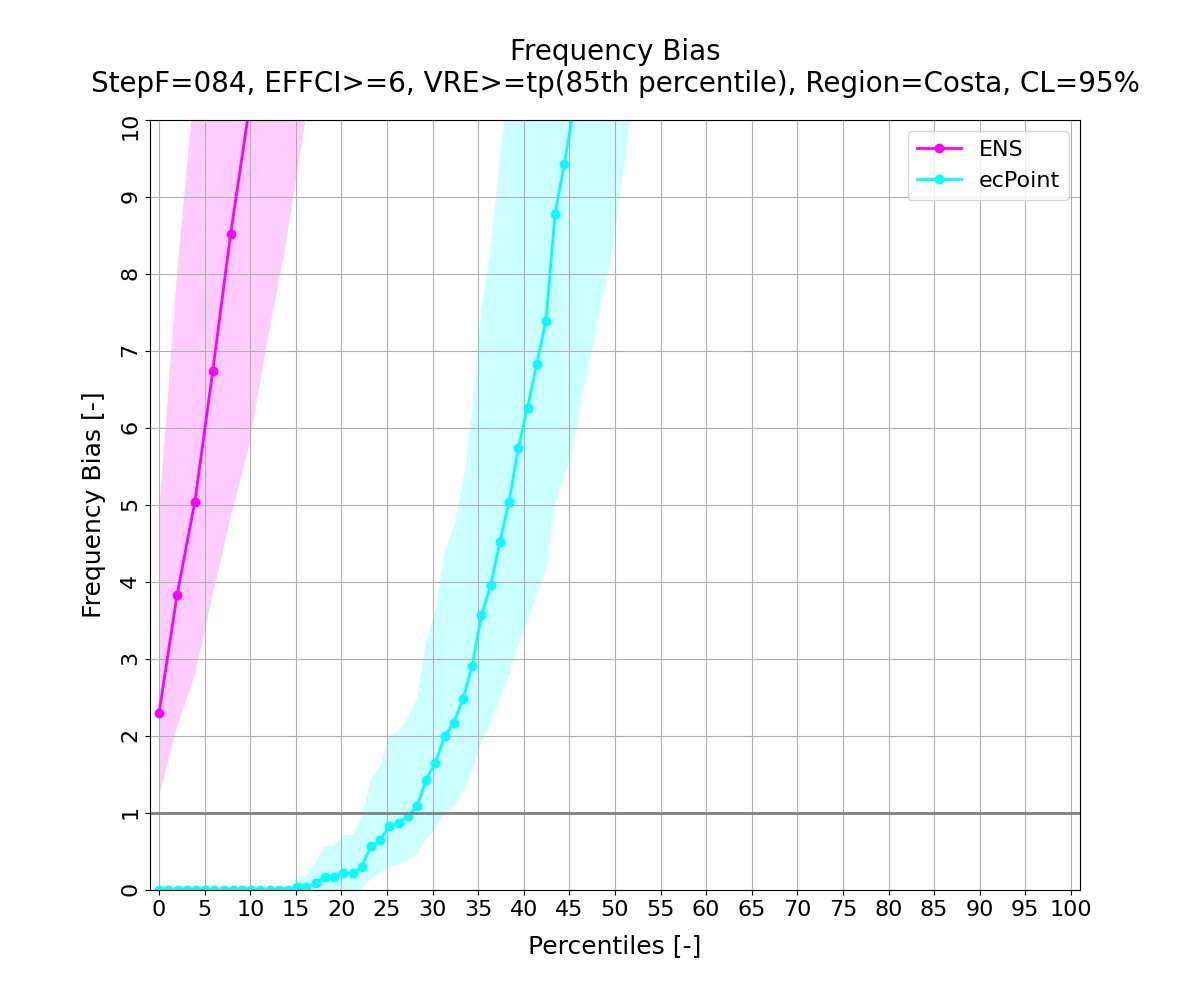 Frequency Bias
StepF=084, EFFCI>=6, VRE>=tp(85th percentile), Region=Costa, CL=95%
ENS
ecPoint
Frequency Bias [-]
10
9
8
7
6
5
4
3
2
1
0
0 5 10 15 20 25 30 35 40 45 50 55 60 65 70 75 80 85 90 95 100
Percentiles [-]